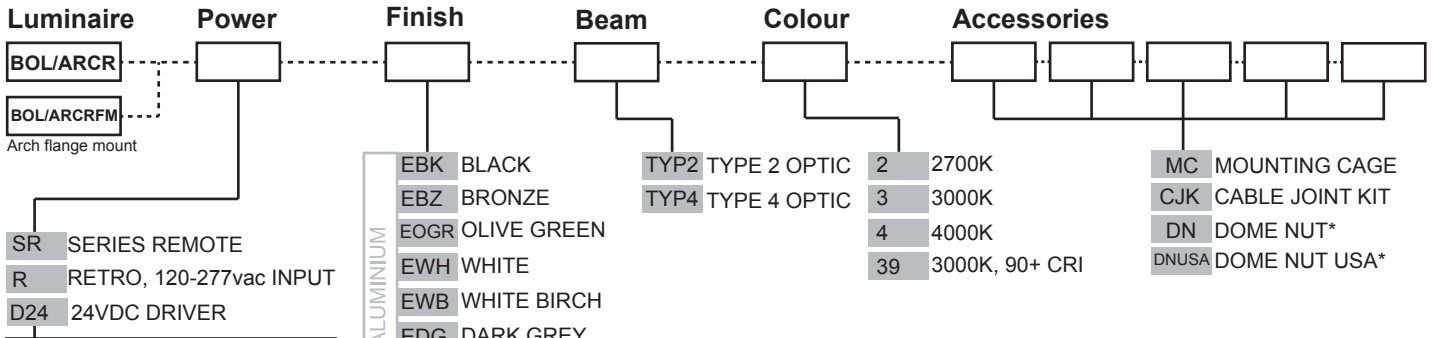 Luminaire Power Finish Beam Colour Accessories
BOL/ARCR
BOL/ARCRFM
Arch flange mount
SR SERIES REMOTE
R RETRO, 120-277vac INPUT
D24 24VDC DRIVER
ALUMINIUM
EBK BLACK
EBZ BRONZE
EOGR OLIVE GREEN
EWH WHITE
EWB WHITE BIRCH
EDG DARK GREY
TYP2 TYPE 2 OPTIC
TYP4 TYPE 4 OPTIC
2 2700K
3 3000K
4 4000K
39 3000K, 90+ CRI
MC MOUNTING CAGE
CJK CABLE JOINT KIT
DN DOME NUT*
DNUSA DOME NUT USA*